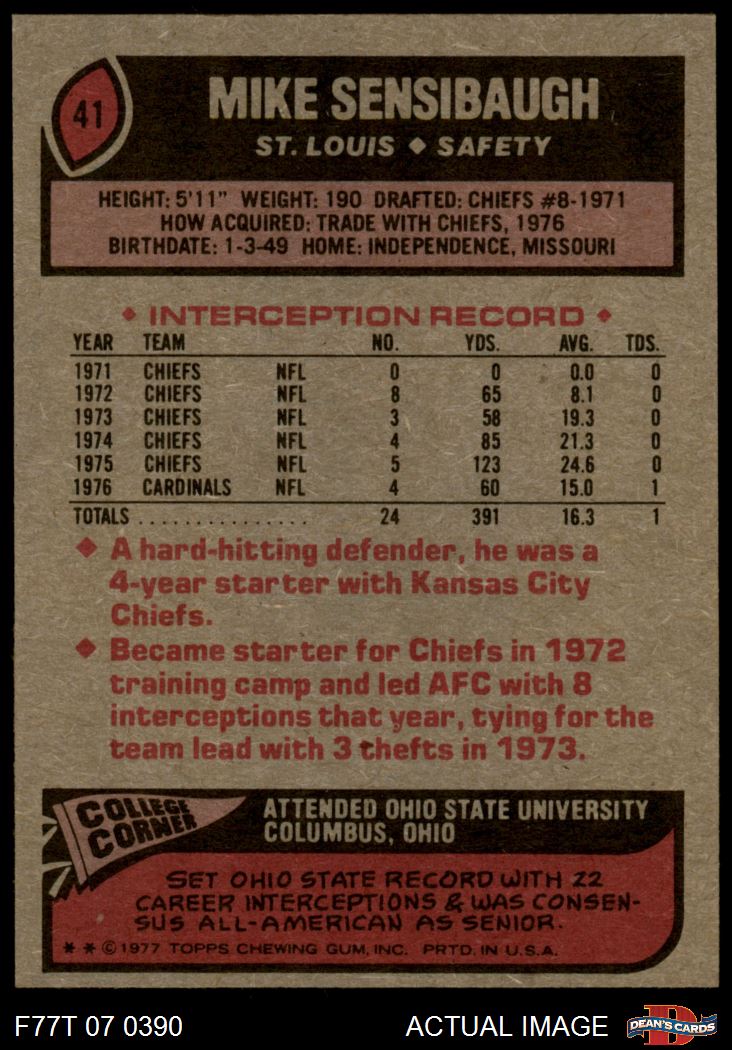 41
MIKE SENSIBAUGH
ST. LOUIS ◆ SAFETY
HEIGHT: 5'11" WEIGHT: 190 DRAFTED: CHIEFS #8-1971
HOW ACQUIRED: TRADE WITH CHIEFS, 1976
BIRTHDATE: 1-3-49 HOME: INDEPENDENCE, MISSOURI
◆ INTERCEPTION RECORD ◆
YEAR TEAM NO. YDS. AVG. TDS.
1971 CHIEFS NFL 0 0 0.0 0
1972 CHIEFS NFL 8 65 8.1 0
1973 CHIEFS NFL 3 58 19.3 0
1974 CHIEFS NFL 4 85 21.3 0
1975 CHIEFS NFL 5 123 24.6 0
1976 CARDINALS NFL 4 60 15.0 1
TOTALS ............... 24 391 16.3 1
◆ A hard-hitting defender, he was a
4-year starter with Kansas City
Chiefs.
◆ Became starter for Chiefs in 1972
training camp and led AFC with 8
interceptions that year, tying for the
team lead with 3 thefts in 1973.
COLLEGE
CORNER
ATTENDED OHIO STATE UNIVERSITY
COLUMBUS, OHIO
SET OHIO STATE RECORD WITH 22
CAREER INTERCEPTIONS & WAS CONSEN-
SUS ALL-AMERICAN AS SENIOR.
* * © 1977 TOPPS CHEWING GUM, INC. PRTD. IN U.S.A.
F77T 07 0390 ACTUAL IMAGE
D
DEAN'S CARDS